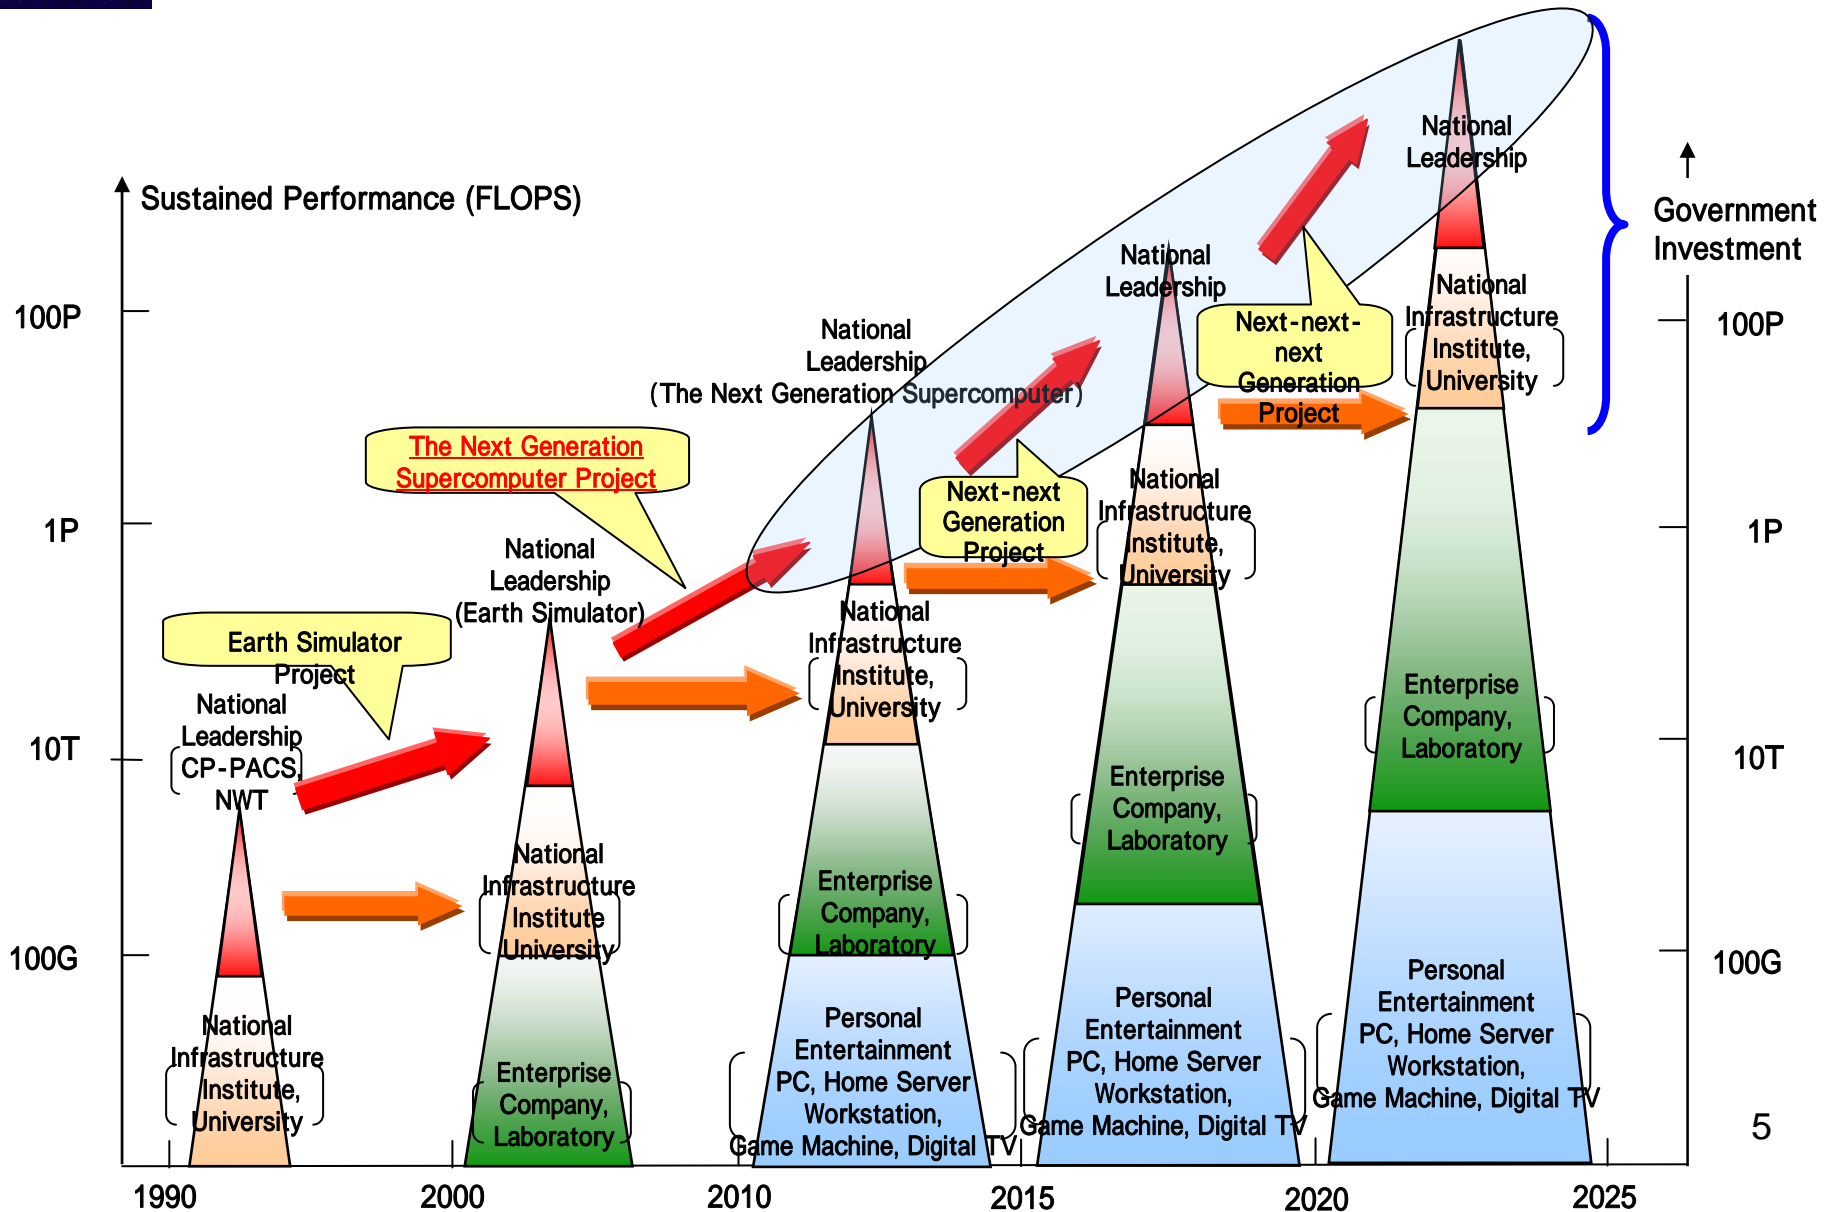 Sustained Performance (FLOPS)
100P
1P
10T
100G
Earth Simulator
Project
National
Leadership
CP-PACS,
NWT
National
Infrastructure
Institute,
University
The Next Generation
Supercomputer Project
National
Leadership
(Earth Simulator)
National
Infrastructure
Institute
University
Enterprise
Company,
Laboratory
National
Leadership
(The Next Generation Supercomputer)
National
Infrastructure
Institute,
University
Enterprise
Company,
Laboratory
Personal
Entertainment
PC, Home Server
Workstation,
Game Machine, Digital TV
Next-next
Generation
Project
National
Leadership
National
Infrastructure
Institute,
University
Enterprise
Company,
Laboratory
Personal
Entertainment
PC, Home Server
Workstation,
Game Machine, Digital TV
Next-next-
next
Generation
Project
National
Leadership
National
Infrastructure
Institute,
University
Enterprise
Company,
Laboratory
Personal
Entertainment
PC, Home Server
Workstation,
Game Machine, Digital TV
Government
Investment
100P
1P
10T
100G
5
1990
2000
2010
2015
2020
2025